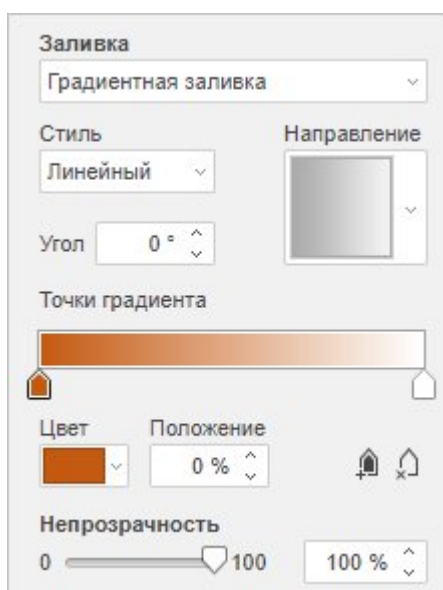 Заливка
Градиентная заливка
Стиль Направление
Линейный
Угол 0 °
Точки градиента
Цвет Положение
0 %
Непрозрачность
0 100 100 %